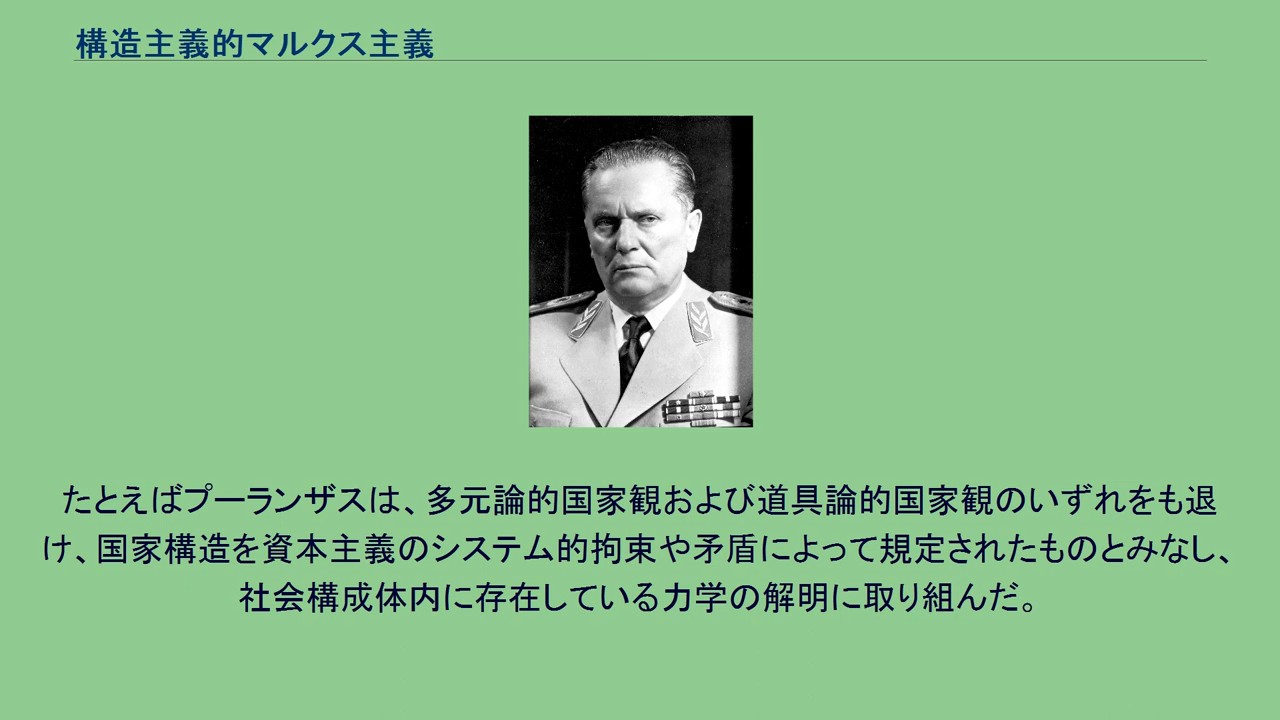 構造主義的マルクス主義
たとえばプーランザスは、多元論的国家観および道具論的国家観のいずれをも退
け、国家構造を資本主義のシステム的拘束や矛盾によって規定されたものとみなし、
社会構成体内に存在している力学の解明に取り組んだ。